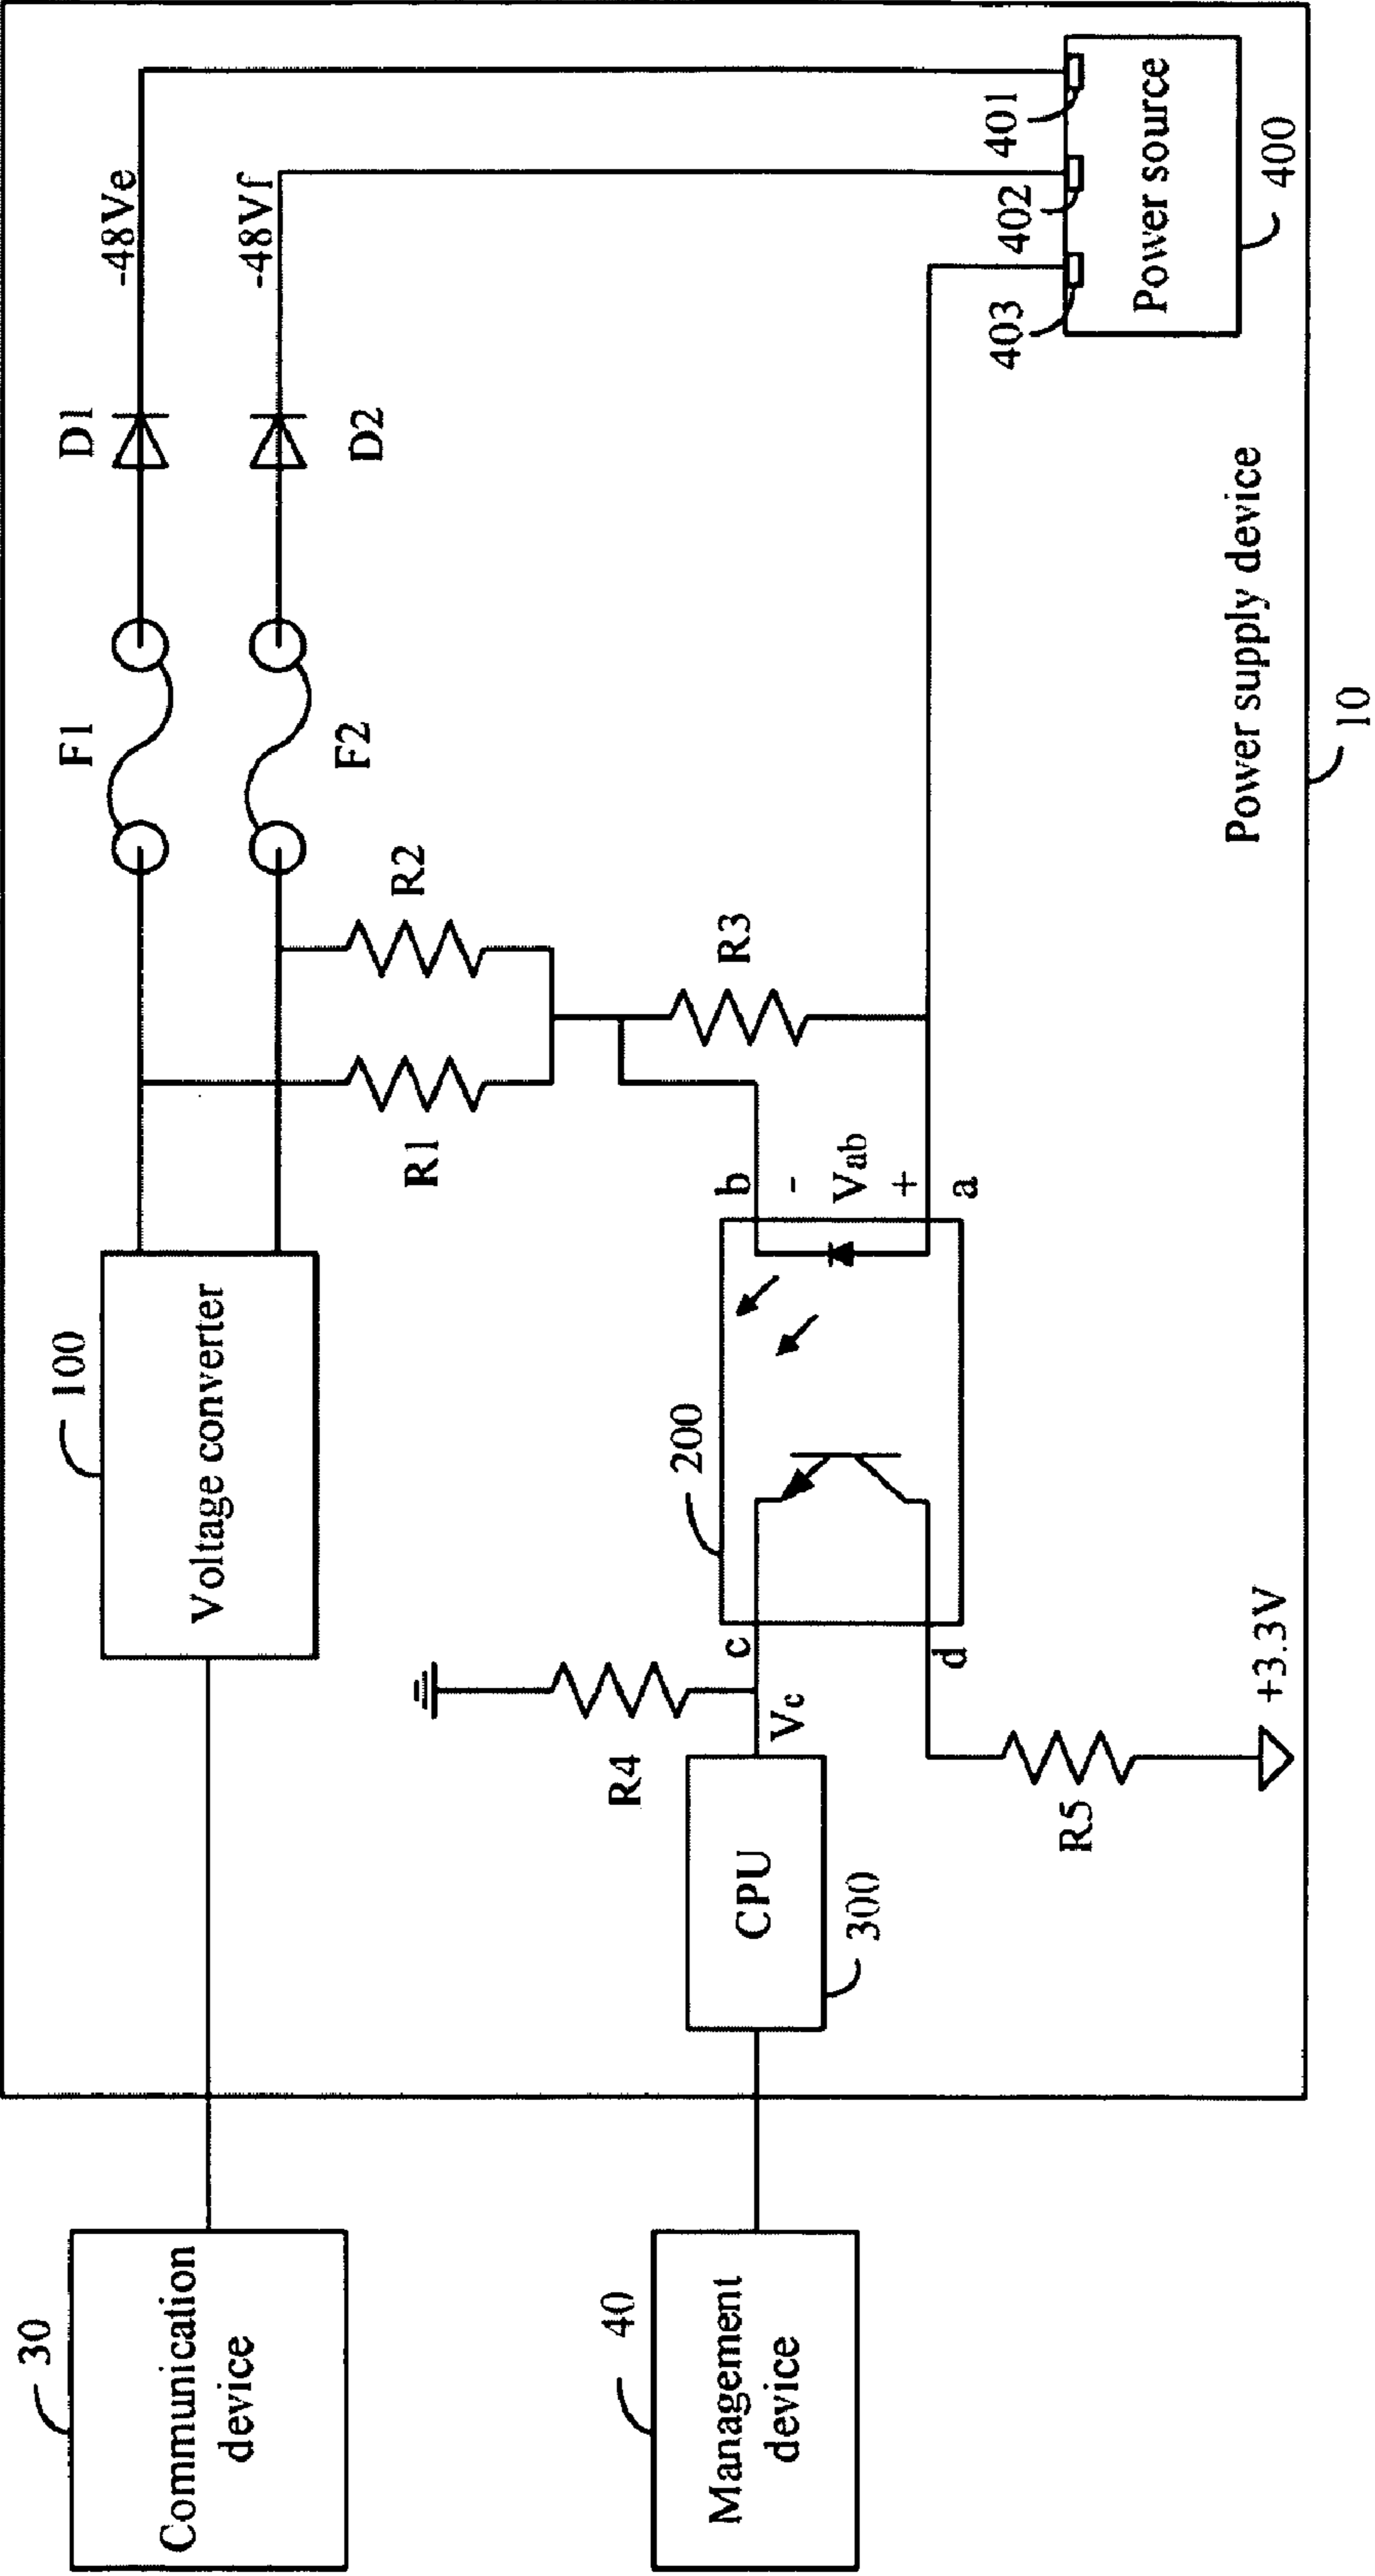 30
Communication
device
40
Management
device
100
Voltage converter
F1
D1
-48Ve
F2
D2
-48Vf
R1
R2
R3
R4
200
b
-
Vab
+
a
c
Vc
d
CPU
300
R5
+3.3V
401
402
403
Power source
400
Power supply device
10